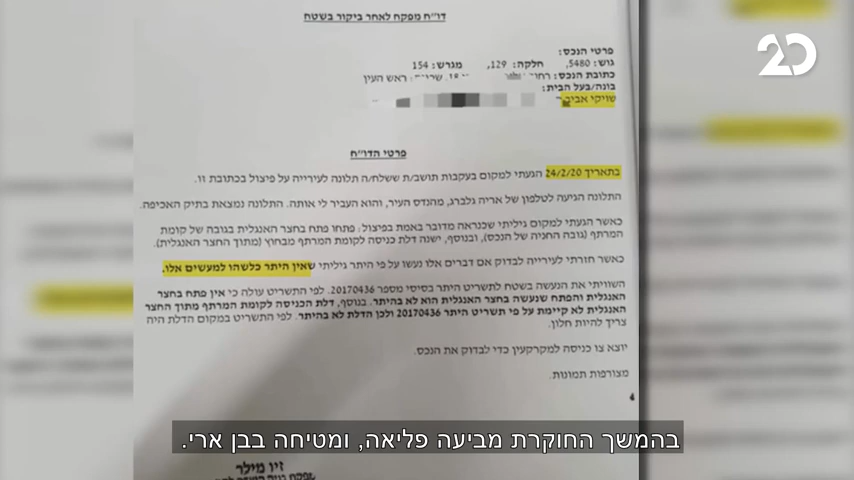 דו"ח מפקח לאחר ביקור בשטח
20
פרטי הנכס:
גוש: 5480, חלקה: 129, מגרש: 154
כתובת הנכס: ראש העין
בונה/בעל הבית:
שויקי אביב
פרטי הדו"ח
בתאריך 24/2/20 הגעתי למקום בעקבות תושב/ת ששלח/ה תלונה לעירייה על פיצול בכתובת זו.
התלונה הגיעה לטלפון של אריה גלברג, מהנדס העיר, והוא העביר לי אותה. התלונה נמצאת בתיק האכיפה.
כאשר הגעתי למקום גיליתי שכנראה מדובר באמת בפיצול: פתחו פתח בחצר האנגלית בגובה של קומת
המרתף (גובה החניה של הנכס), ובנוסף, ישנה דלת כניסה לקומת המרתף מבחוץ (מתוך החצר האנגלית).
כאשר חזרתי לעירייה לבדוק אם דברים אלו נעשו על פי היתר גיליתי שאין היתר כלשהו למעשים אלו.
השוויתי את הנעשה בשטח לתשריט היתר בסיסי מספר 20170436. לפי התשריט עולה כי אין פתח בחצר
האנגלית והפתח שנעשה בחצר האנגלית הוא לא בהיתר. בנוסף, דלת הכניסה לקומת המרתף מתוך החצר
האנגלית לא קיימת על פי תשריט היתר 20170436 ולכן הדלת לא בהיתר. לפי התשריט במקום הדלת היה
צריך להיות חלון.
יוצא צו כניסה למקרקעין כדי לבדוק את הנכס.
מצורפות תמונות.
בהמשך החוקרת מביעה פליאה, ומטיחה בבן ארי.
זיו מילר